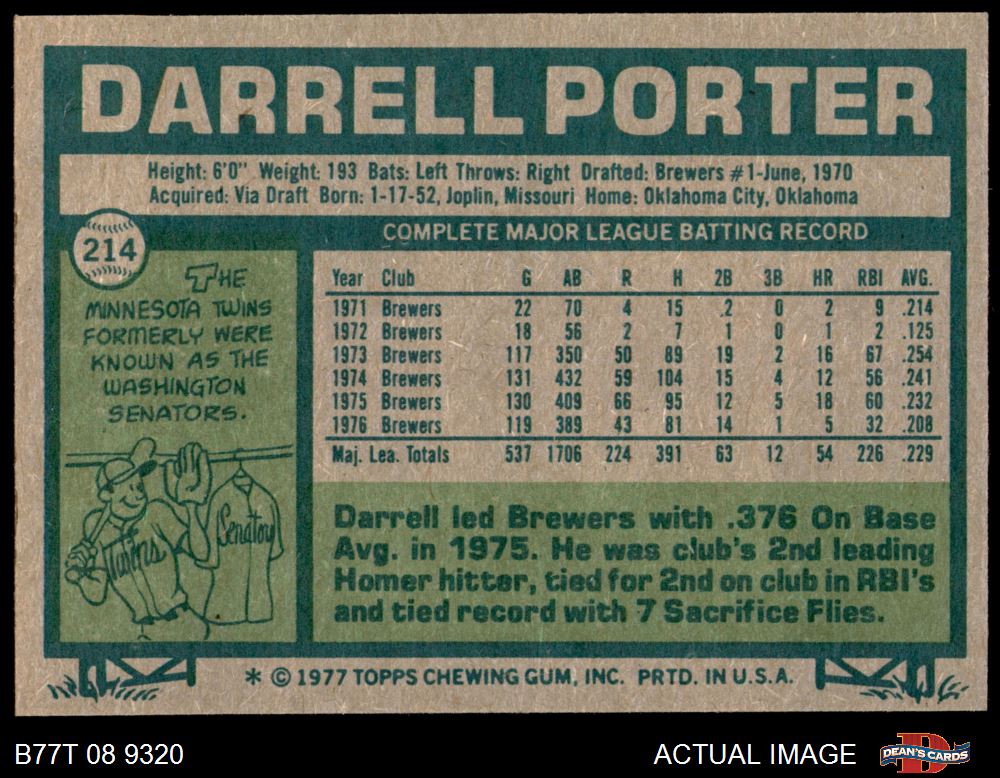 DARRELL PORTER
Height: 6'0" Weight: 193 Bats: Left Throws: Right Drafted: Brewers #1-June, 1970
Acquired: Via Draft Born: 1-17-52, Joplin, Missouri Home: Oklahoma City, Oklahoma
214
THE
MINNESOTA TWINS
FORMERLY WERE
KNOWN AS THE
WASHINGTON
SENATORS.
Twins
Senators
COMPLETE MAJOR LEAGUE BATTING RECORD
Year Club G AB R H 2B 3B HR RBI AVG.
1971 Brewers 22 70 4 15 .2 0 2 9 .214
1972 Brewers 18 56 2 7 1 0 1 2 .125
1973 Brewers 117 350 50 89 19 2 16 67 .254
1974 Brewers 131 432 59 104 15 4 12 56 .241
1975 Brewers 130 409 66 95 12 5 18 60 .232
1976 Brewers 119 389 43 81 14 1 5 32 .208
Maj. Lea. Totals 537 1706 224 391 63 12 54 226 .229
Darrell led Brewers with .376 On Base
Avg. in 1975. He was club's 2nd leading
Homer hitter, tied for 2nd on club in RBI's
and tied record with 7 Sacrifice Flies.
* © 1977 TOPPS CHEWING GUM, INC. PRTD. IN U.S.A.
B77T 08 9320
ACTUAL IMAGE
DEAN'S CARDS